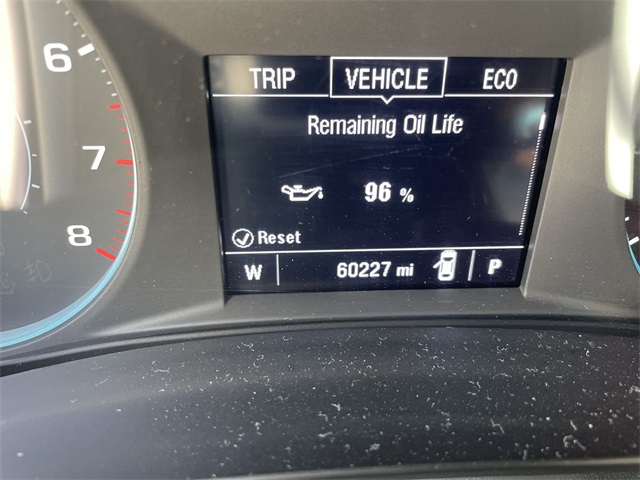 TRIP VEHICLE ECO
Remaining Oil Life
96 %
Reset
W 60227 mi P
6
7
8